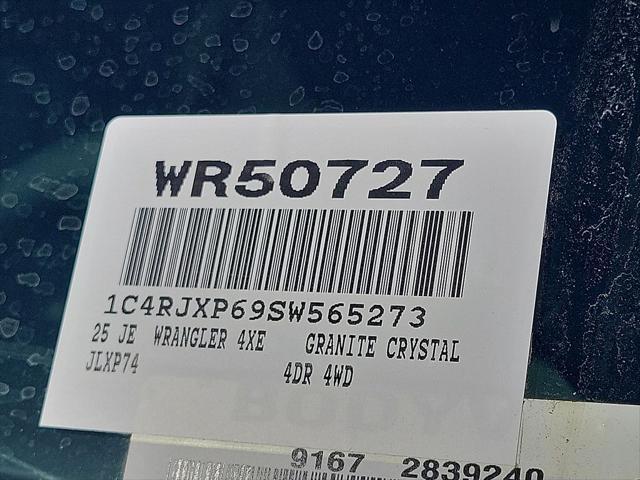 WR50727
1C4RJXP69SW565273
25 JE WRANGLER 4XE GRANITE CRYSTAL
JLXP74 4DR 4WD
9167 2839240